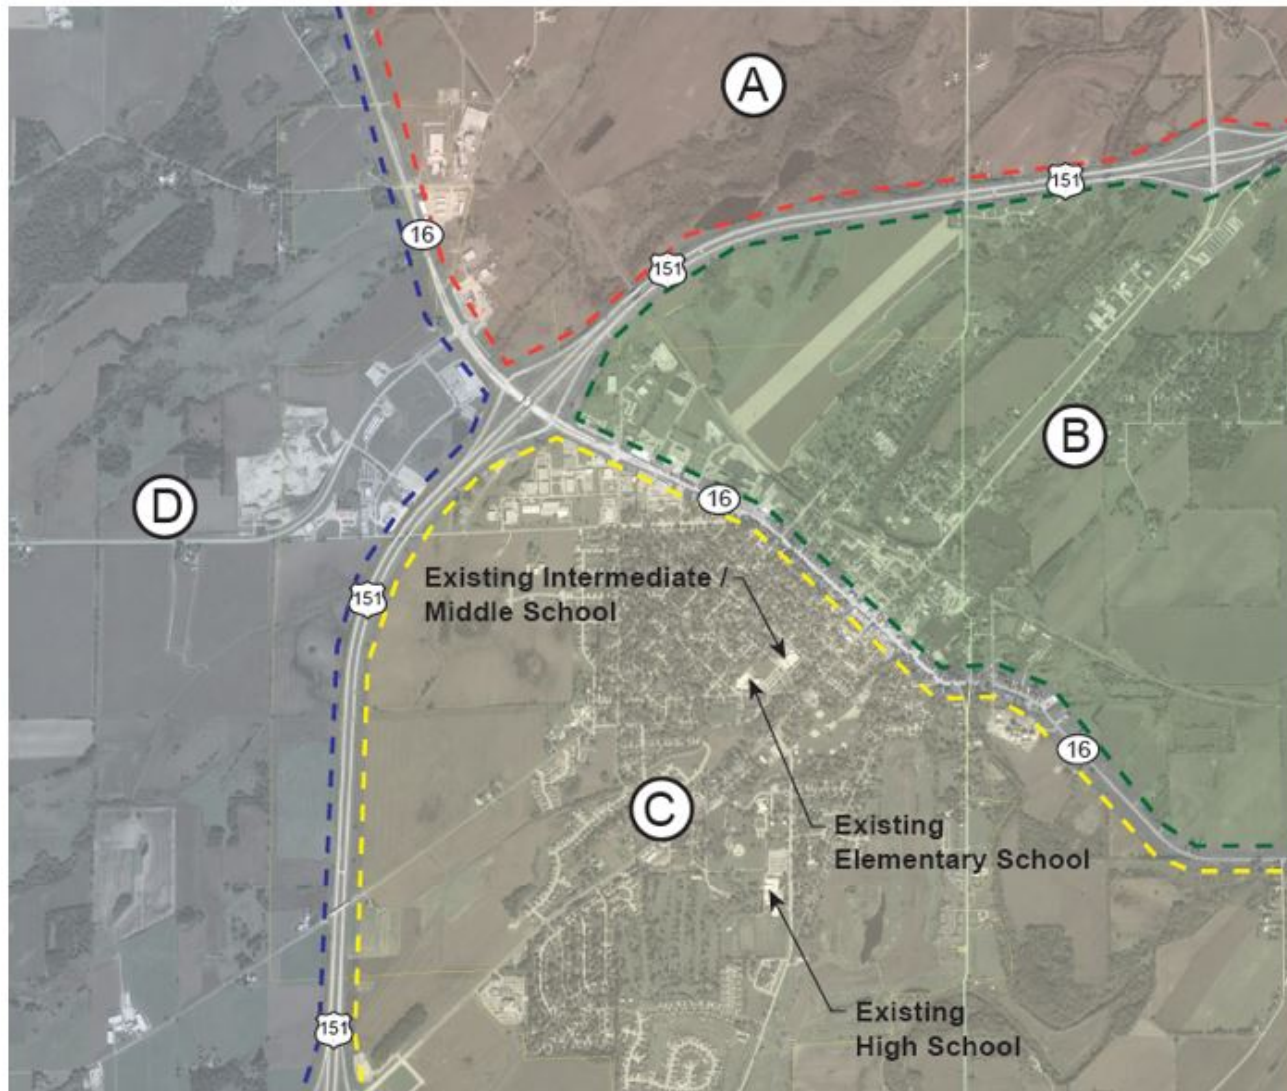 A
151
16
151
B
D
16
151
Existing Intermediate /
Middle School
16
C
Existing
Elementary School
Existing
High School
151